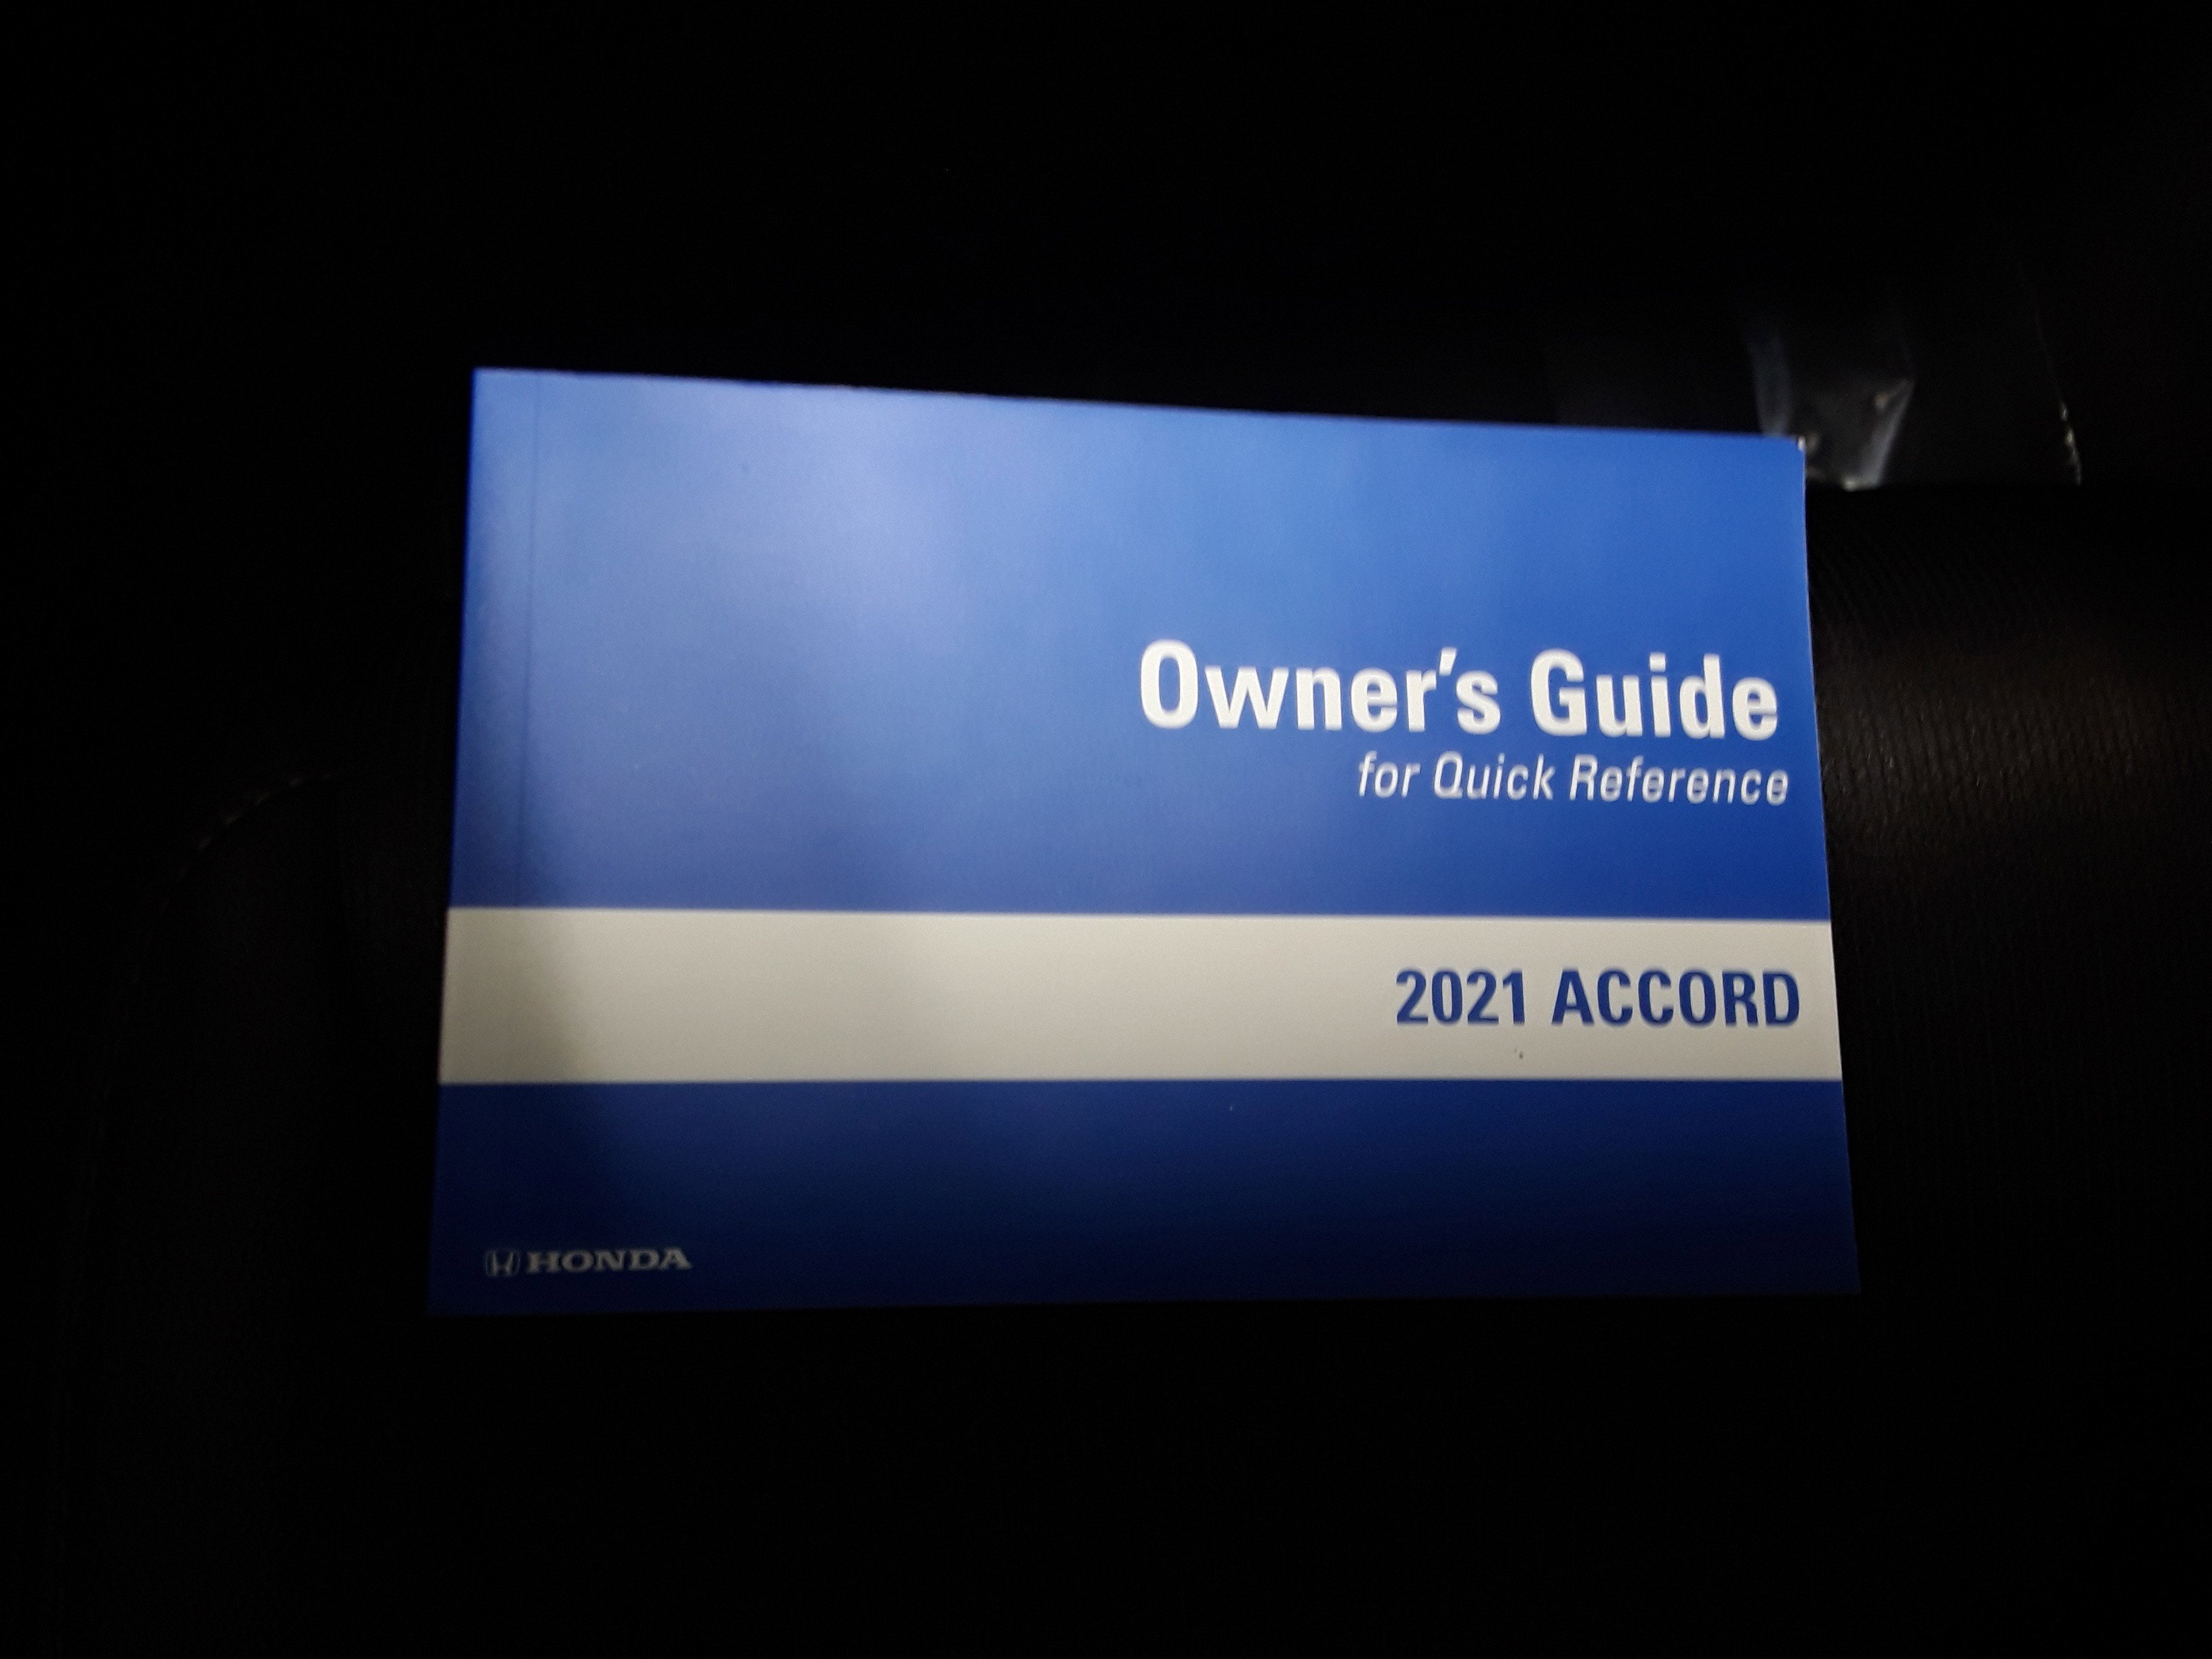 Owner's Guide
for Quick Reference
2021 ACCORD
HONDA